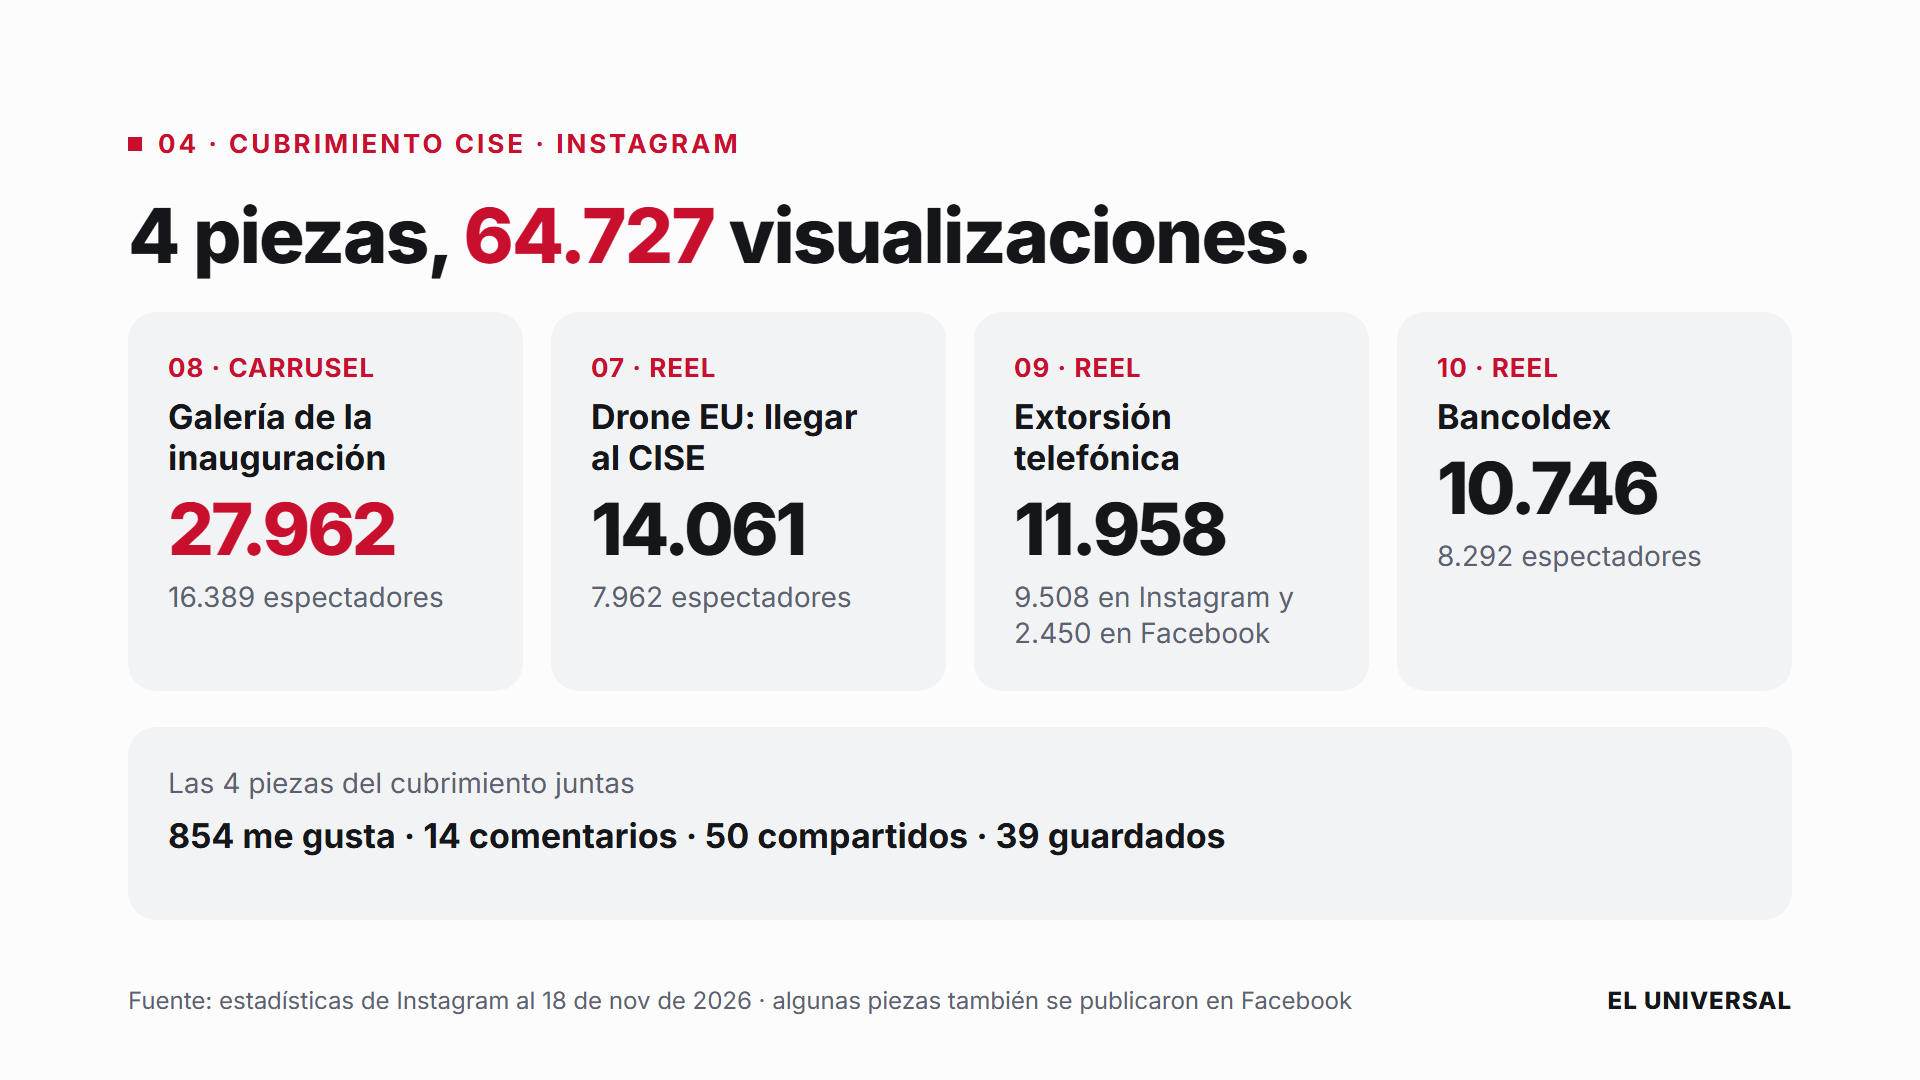 04 · CUBRIMIENTO CISE · INSTAGRAM
4 piezas, 64.727 visualizaciones.
08 · CARRUSEL
Galería de la
inauguración
27.962
16.389 espectadores
07 · REEL
Drone EU: llegar
al CISE
14.061
7.962 espectadores
09 · REEL
Extorsión
telefónica
11.958
9.508 en Instagram y
2.450 en Facebook
10 · REEL
Bancoldex
10.746
8.292 espectadores
Las 4 piezas del cubrimiento juntas
854 me gusta · 14 comentarios · 50 compartidos · 39 guardados
Fuente: estadísticas de Instagram al 18 de nov de 2026 · algunas piezas también se publicaron en Facebook
EL UNIVERSAL